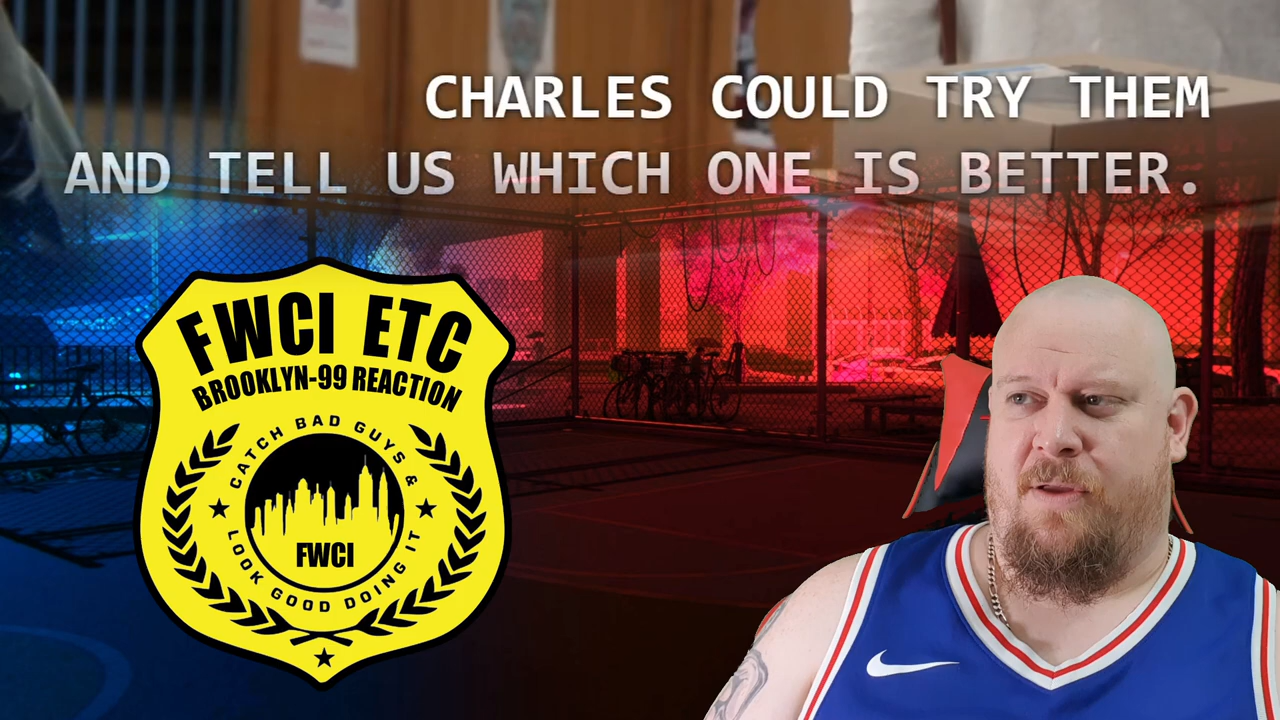 CHARLES COULD TRY THEM
AND TELL US WHICH ONE IS BETTER.
FWCI ETC
BROOKLYN-99 REACTION
CATCH BAD GUYS &
LOOK GOOD DOING IT
FWCI